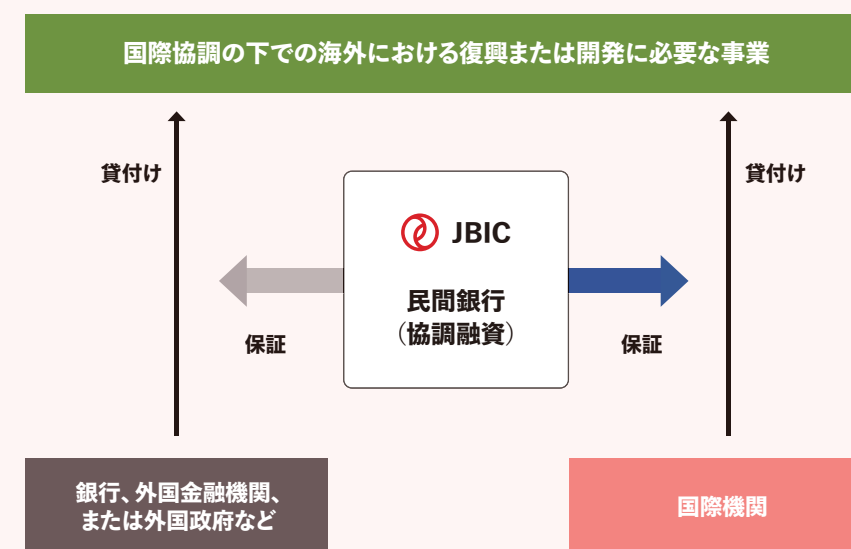 国際協調の下での海外における復興または開発に必要な事業
貸付け
貸付け
JBIC
民間銀行
（協調融資）
保証
保証
銀行、外国金融機関、
または外国政府など
国際機関